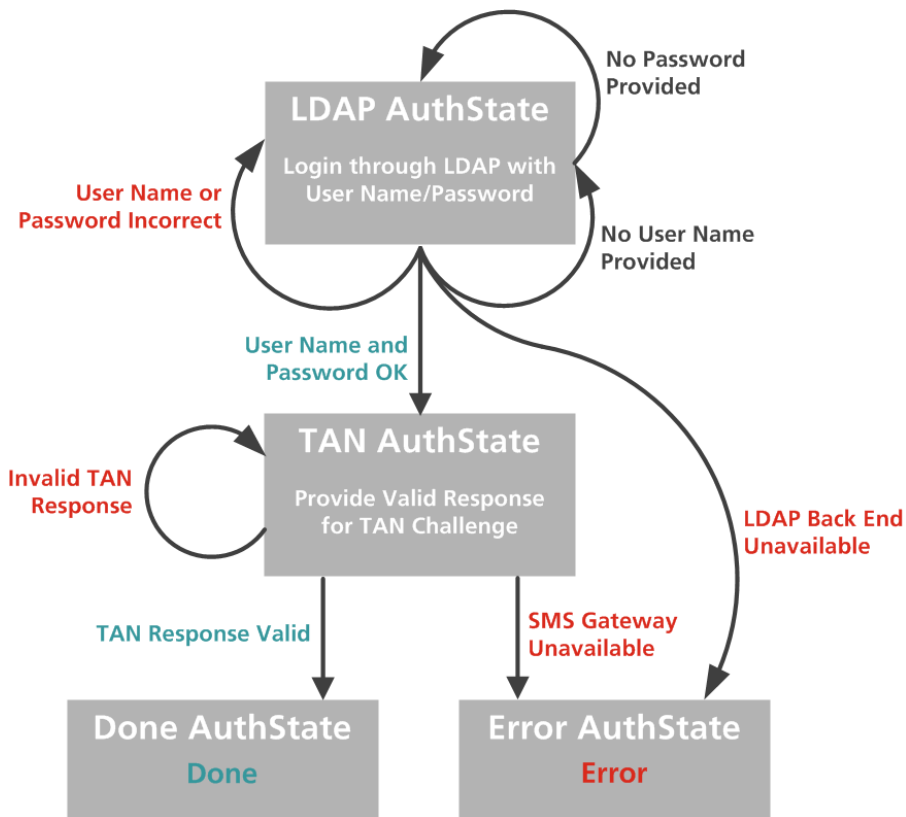 No Password
Provided
LDAP AuthState
Login through LDAP with
User Name/Password
User Name or
Password Incorrect
No User Name
Provided
User Name and
Password OK
TAN AuthState
Provide Valid Response
for TAN Challenge
Invalid TAN
Response
LDAP Back End
Unavailable
TAN Response Valid
SMS Gateway
Unavailable
Done AuthState
Done
Error AuthState
Error